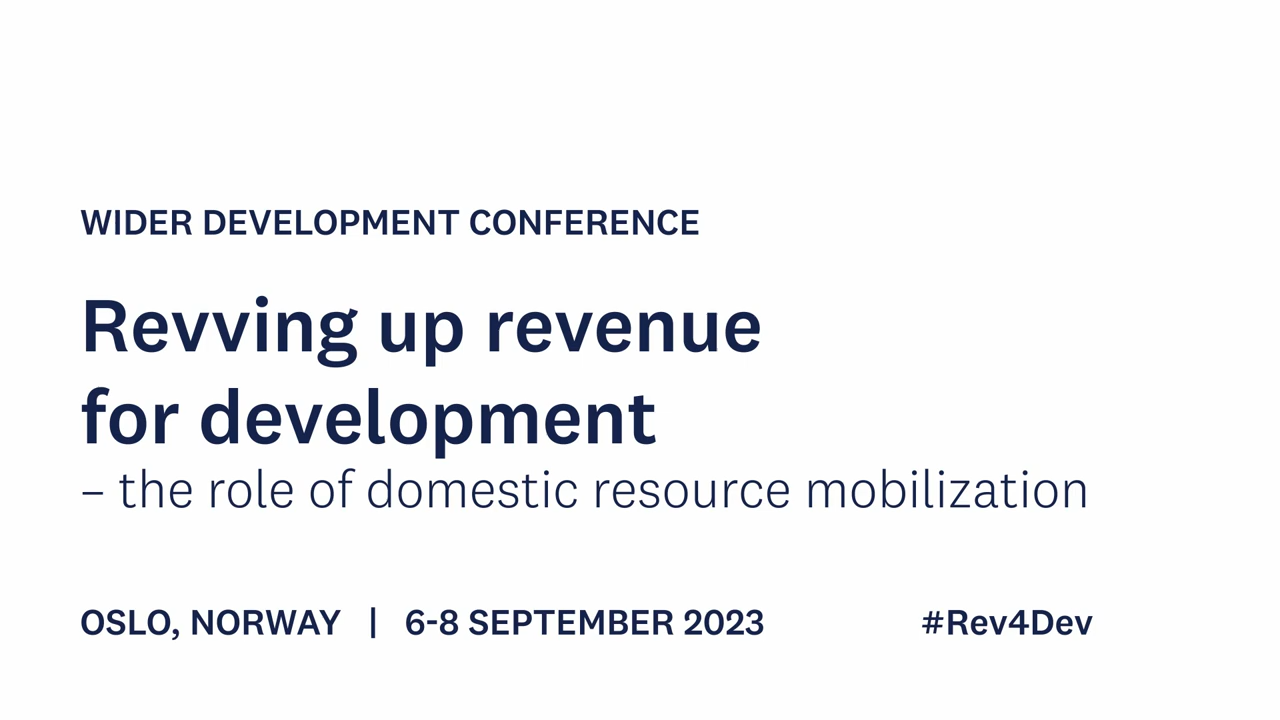 WIDER DEVELOPMENT CONFERENCE
Revving up revenue
for development
– the role of domestic resource mobilization
OSLO, NORWAY | 6-8 SEPTEMBER 2023 #Rev4Dev